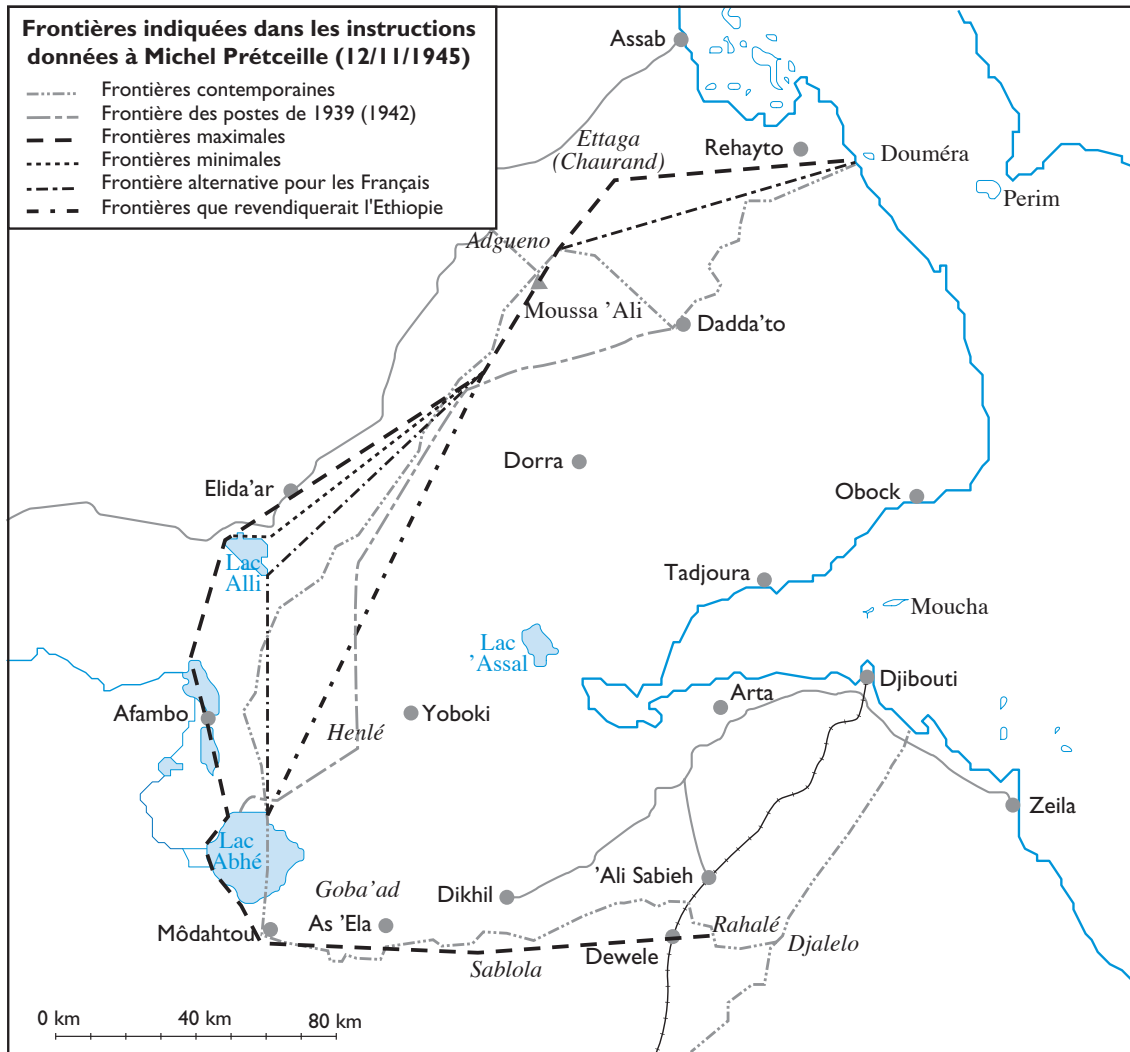 Frontières indiquées dans les instructions
données à Michel Prétceille (12/11/1945)
Frontières contemporaines
Frontière des postes de 1939 (1942)
Frontières maximales
Frontières minimales
Frontière alternative pour les Français
Frontières que revendiquerait l'Ethiopie
Assab
Ettaga
(Chaurand)
Rehayto
Douméra
Perim
Adgueno
Moussa ’Ali
Dadda’to
Dorra
Elida’ar
Obock
Lac
Alli
Tadjoura
Moucha
Lac
’Assal
Djibouti
Arta
Afambo
Yoboki
Henlé
Zeila
Lac
Abhé
’Ali Sabieh
Goba’ad
Dikhil
As ’Ela
Môdahtou
Rahalé
Dewele
Djalelo
Sablola
0 km
40 km
80 km